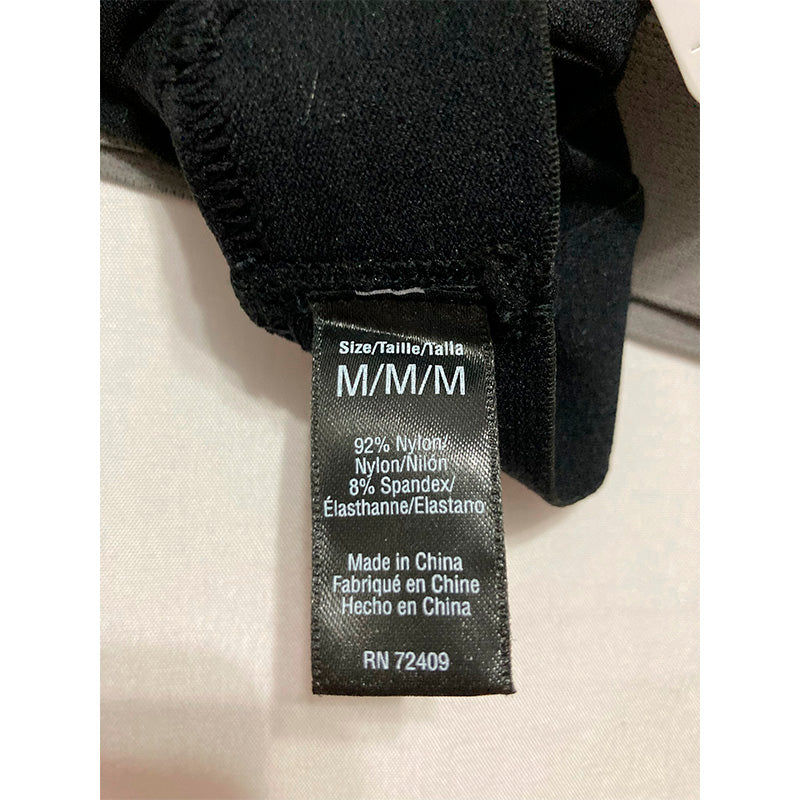 Size/Taille/Talla
M/M/M
92% Nylon/
Nylon/Nilón
8% Spandex/
Élasthanne/Elastano
Made in China
Fabriqué en Chine
Hecho en China
RN 72409